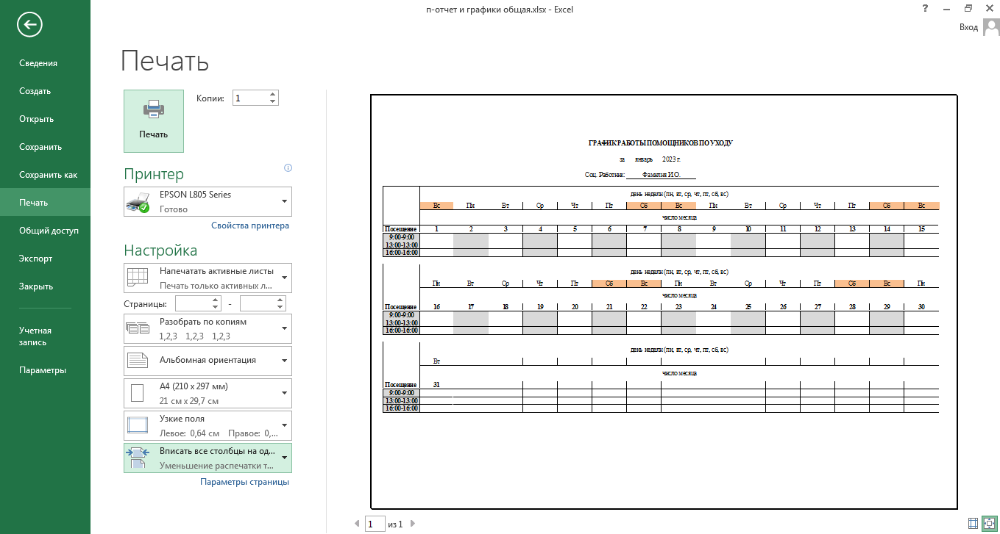 п-отчет и графики общая.xlsx - Excel
?
Вход
Сведения
Создать
Открыть
Сохранить
Сохранить как
Печать
Общий доступ
Экспорт
Закрыть
Учетная
запись
Параметры
Печать
Печать
Копии: 1
Принтер
EPSON L805 Series
Готово
Свойства принтера
Настройка
Напечатать активные листы
Печать только активных л...
Страницы: -
Разобрать по копиям
1,2,3 1,2,3 1,2,3
Альбомная ориентация
A4 (210 x 297 мм)
21 см x 29,7 см
Узкие поля
Левое: 0,64 см Правое: 0,...
Вписать все столбцы на од...
Уменьшение распечатки т...
Параметры страницы
ГРАФИК РАБОТЫ ПОМОЩНИКОВ ПО УХОДУ
за январь 2023 г.
Соц. Работник: Фамилия И.О.
день недели (пн, вт, ср, чт, пт, сб, вс)
Вс Пн Вт Ср Чт Пт Сб Вс Пн Вт Ср Чт Пт Сб Вс
число месяца
Посещение 1 2 3 4 5 6 7 8 9 10 11 12 13 14 15
9:00-9:00
13:00-13:00
16:00-16:00
день недели (пн, вт, ср, чт, пт, сб, вс)
Пн Вт Ср Чт Пт Сб Вс Пн Вт Ср Чт Пт Сб Вс Пн
число месяца
Посещение 16 17 18 19 20 21 22 23 24 25 26 27 28 29 30
9:00-9:00
13:00-13:00
16:00-16:00
день недели (пн, вт, ср, чт, пт, сб, вс)
Вт
число месяца
Посещение 31
9:00-9:00
13:00-13:00
16:00-16:00
1 из 1